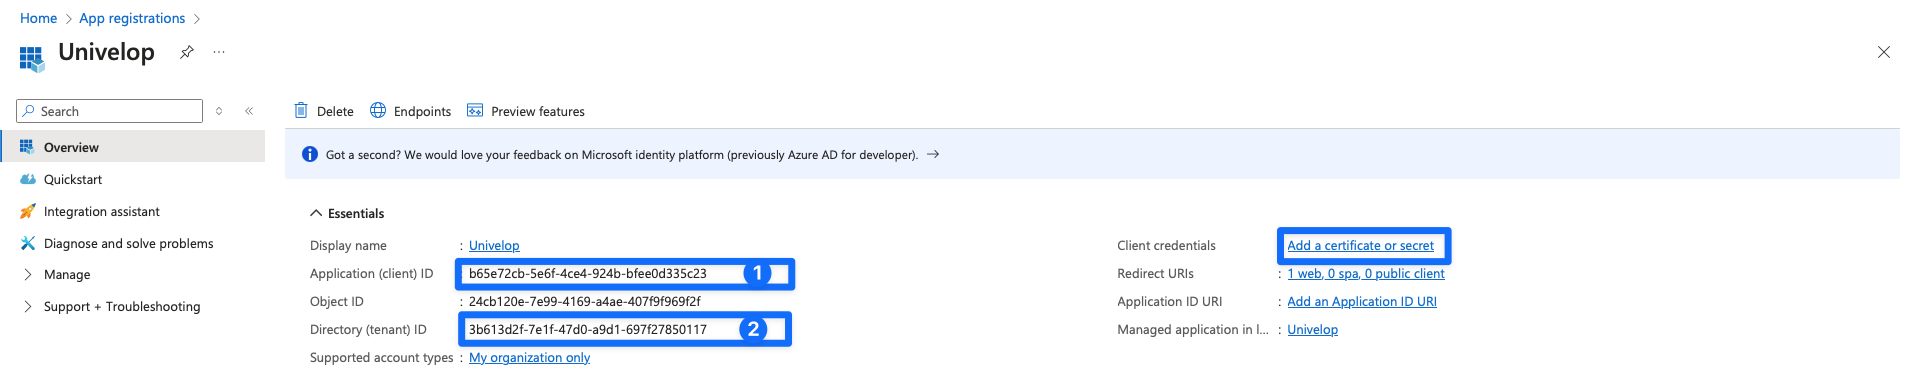 Home > App registrations >
Univelop ...
Search
Delete Endpoints Preview features
Overview
Got a second? We would love your feedback on Microsoft identity platform (previously Azure AD for developer). →
Quickstart
Integration assistant
Diagnose and solve problems
Manage
Support + Troubleshooting
Essentials
Display name : Univelop
Application (client) ID b65e72cb-5e6f-4ce4-924b-bfee0d335c23 1
Object ID : 24cb120e-7e99-4169-a4ae-407f9f969f2f
Directory (tenant) ID 3b613d2f-7e1f-47d0-a9d1-697f27850117 2
Supported account types : My organization only
Client credentials Add a certificate or secret
Redirect URIs : 1 web, 0 spa, 0 public client
Application ID URI : Add an Application ID URI
Managed application in l... : Univelop